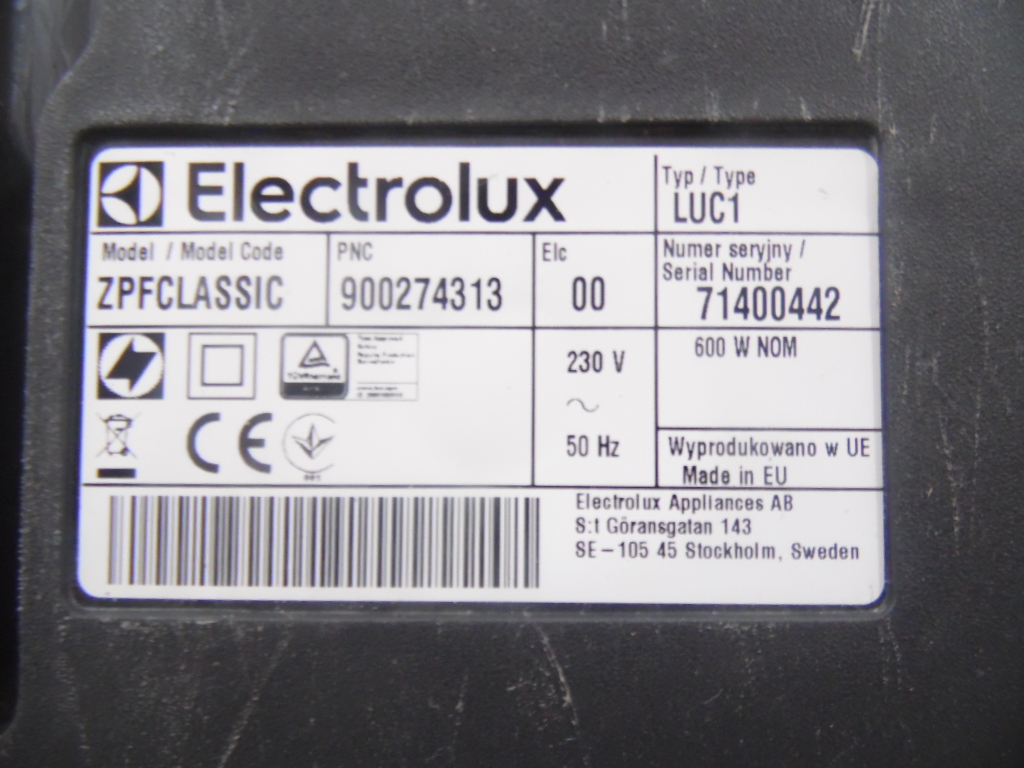 Electrolux
Typ / Type
LUC1
Model / Model Code
ZPFCLASSIC
PNC
900274313
Elc
00
Numer seryjny /
Serial Number
71400442
230 V
~
50 Hz
600 W NOM
CE
Wyprodukowano w UE
Made in EU
Electrolux Appliances AB
S:t Göransgatan 143
SE-105 45 Stockholm, Sweden